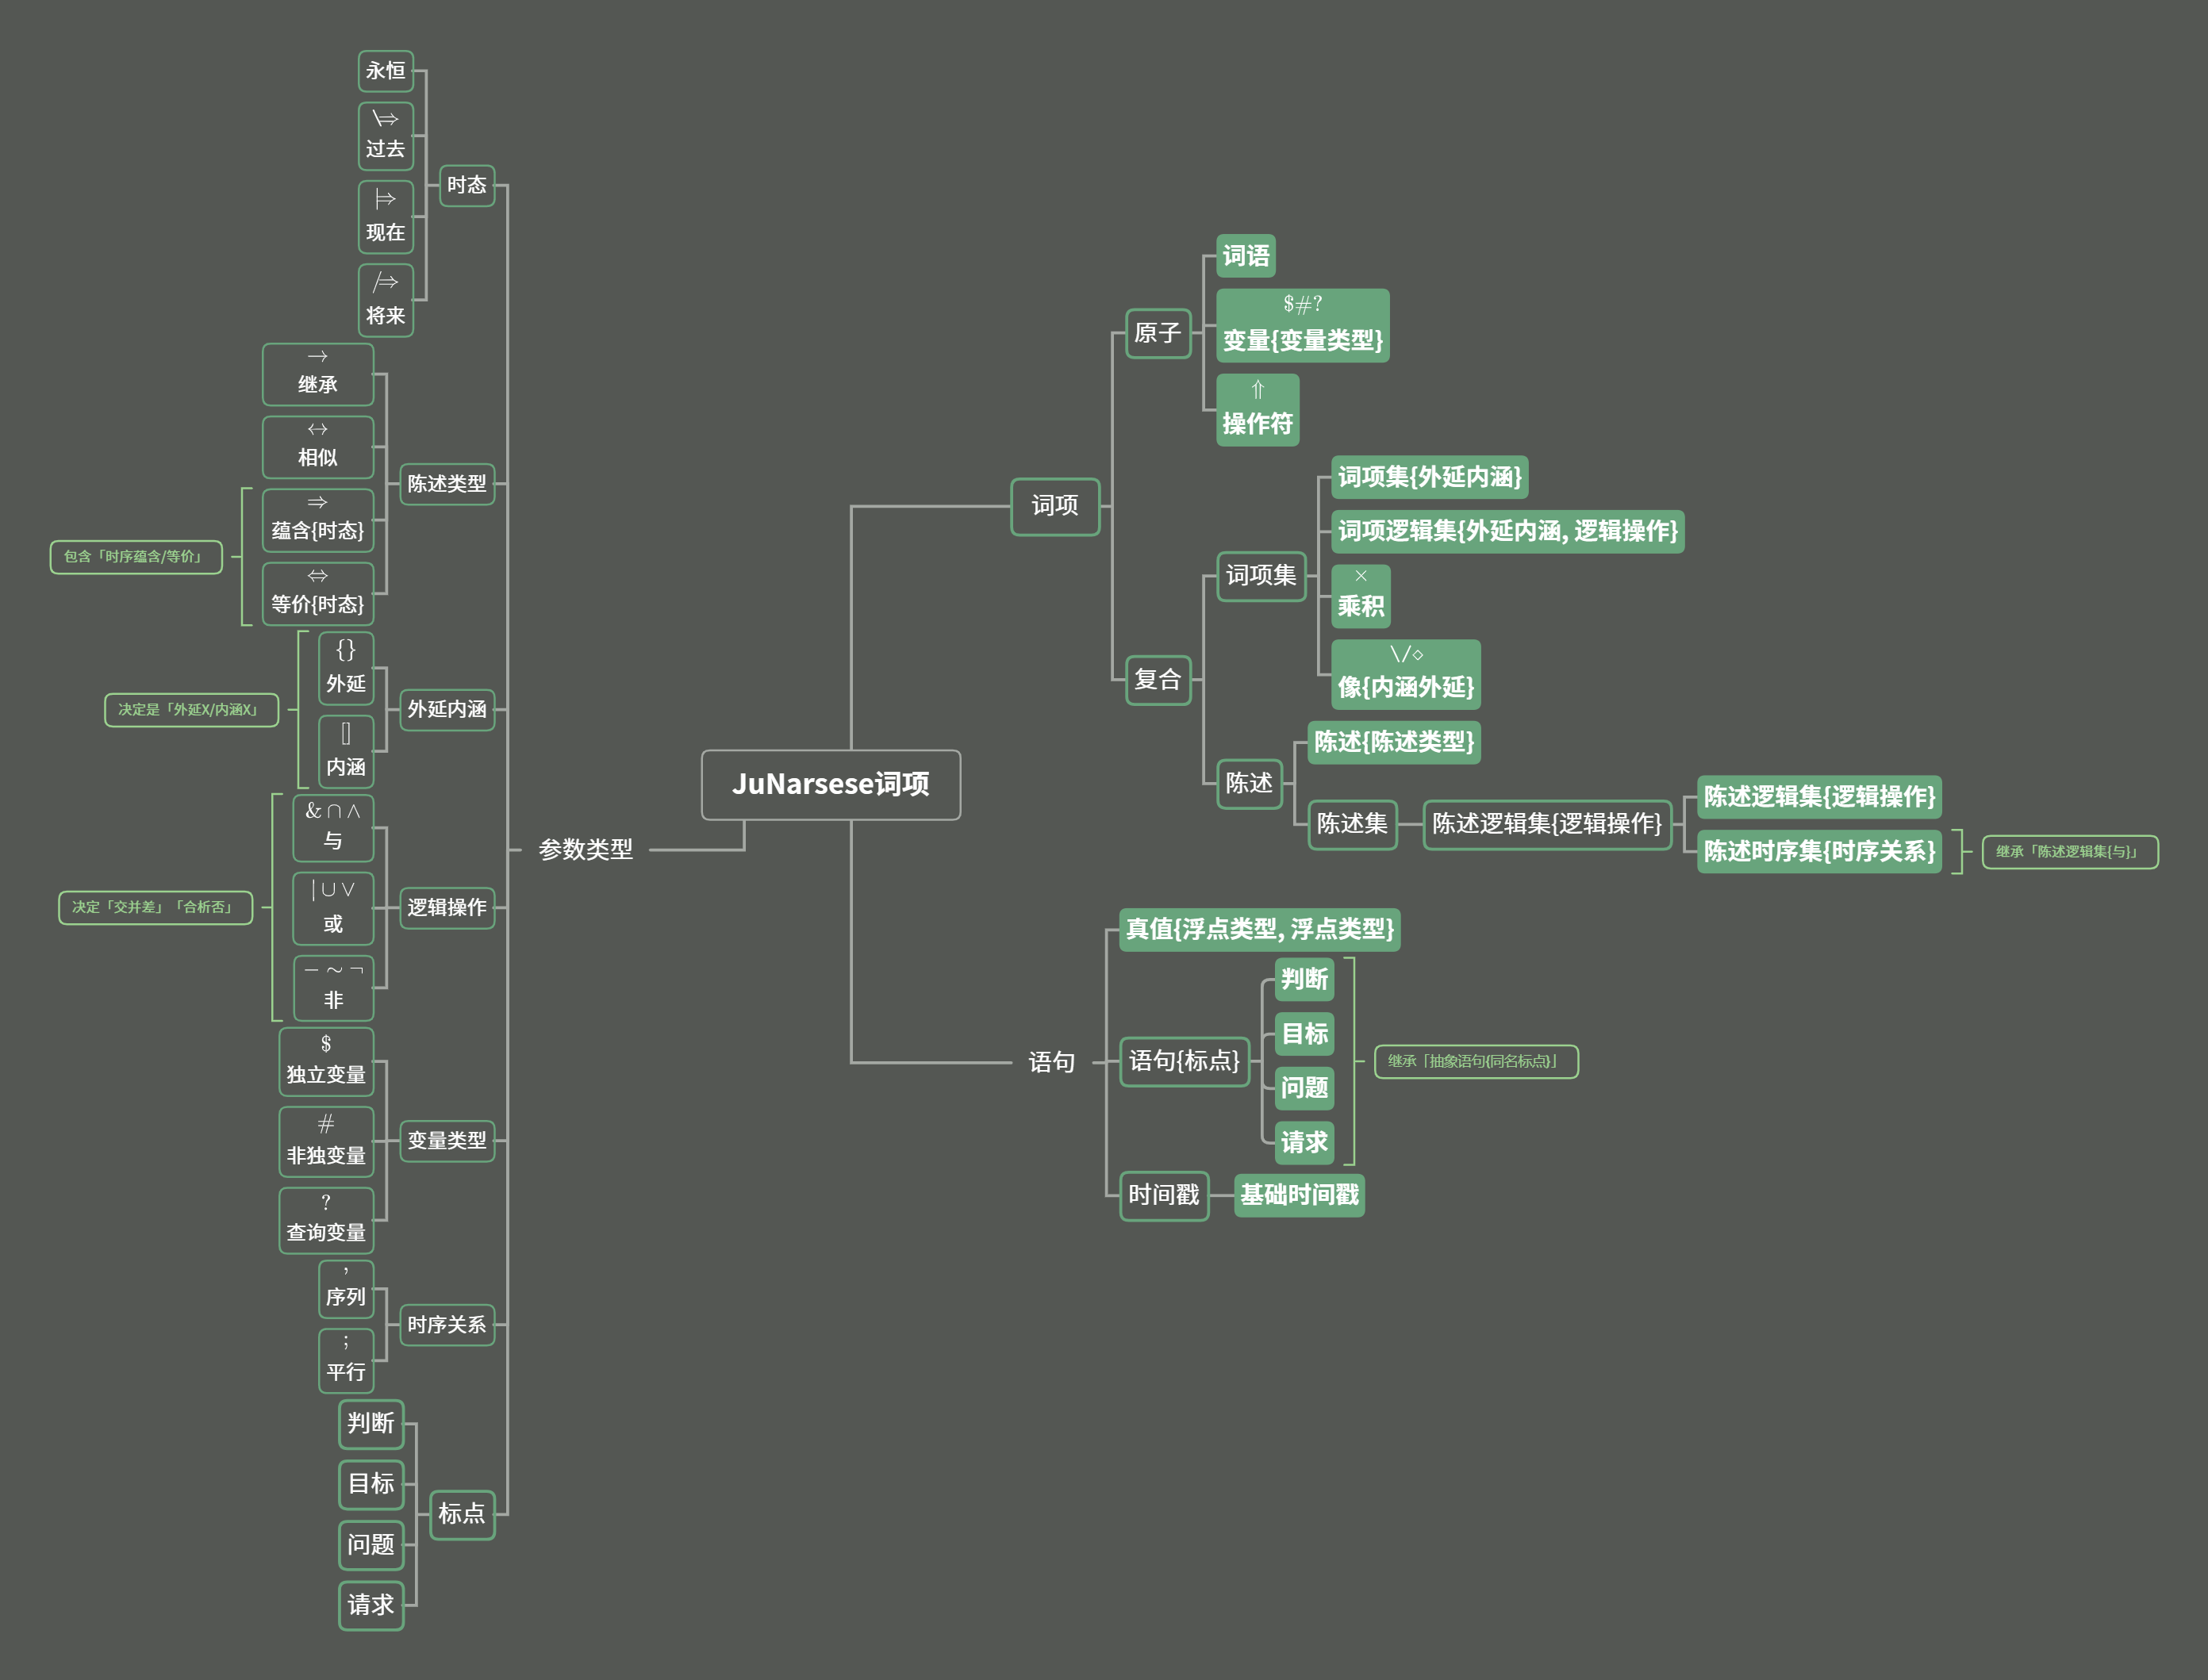 JuNarsese词项
词项
原子
词语
$#?
变量{变量类型}
⇑
操作符
复合
词项集
词项集{外延内涵}
词项逻辑集{外延内涵, 逻辑操作}
×
乘积
\/⋄
像{内涵外延}
陈述
陈述{陈述类型}
陈述集
陈述逻辑集{逻辑操作}
陈述逻辑集{逻辑操作}
陈述时序集{时序关系}
继承「陈述逻辑集{与}」
语句
真值{浮点类型, 浮点类型}
语句{标点}
判断
目标
问题
请求
继承「抽象语句{同名标点}」
时间戳
基础时间戳
参数类型
时态
永恒
\⇒
过去
|⇒
现在
/⇒
将来
陈述类型
→
继承
↔
相似
⇒
蕴含{时态}
⇔
等价{时态}
包含「时序蕴含/等价」
外延内涵
{}
外延
[]
内涵
决定是「外延X/内涵X」
逻辑操作
&∩∧
与
|∪∨
或
−∼¬
非
决定「交并差」「合析否」
变量类型
$
独立变量
#
非独变量
?
查询变量
时序关系
,
序列
;
平行
标点
判断
目标
问题
请求